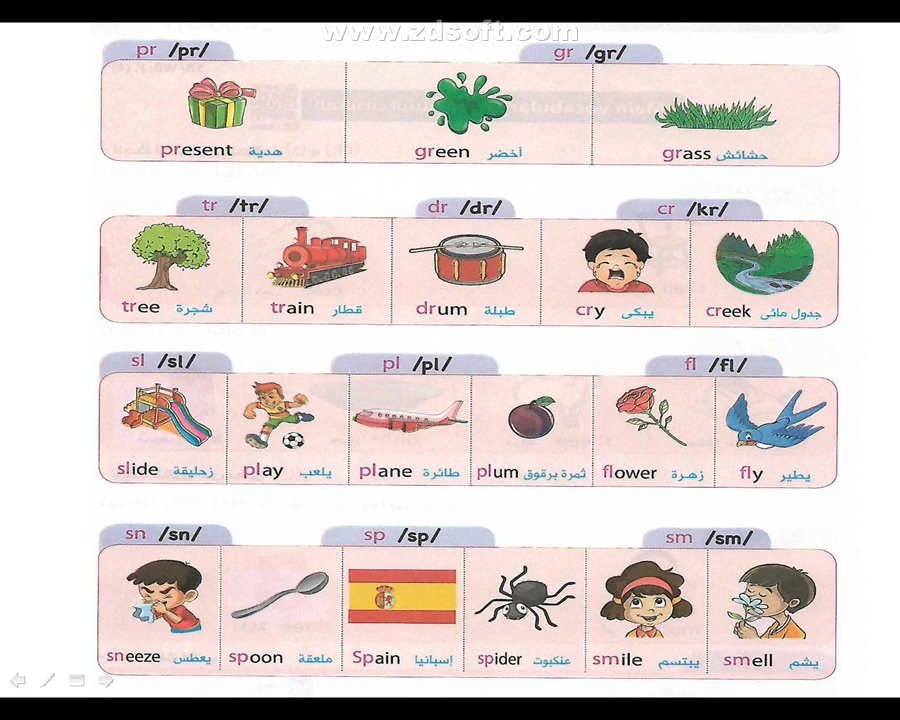 www.zdsoft.com
pr /pr/ gr /gr/
present هدية green أخضر grass حشائش
tr /tr/ dr /dr/ cr /kr/
tree شجرة train قطار drum طبلة cry يبكى creek جدول مائى
sl /sl/ pl /pl/ fl /fl/
slide زحليقة play يلعب plane طائرة plum ثمرة برقوق flower زهرة fly يطير
sn /sn/ sp /sp/ sm /sm/
sneeze يعطس spoon ملعقة Spain إسبانيا spider عنكبوت smile يبتسم smell يشم